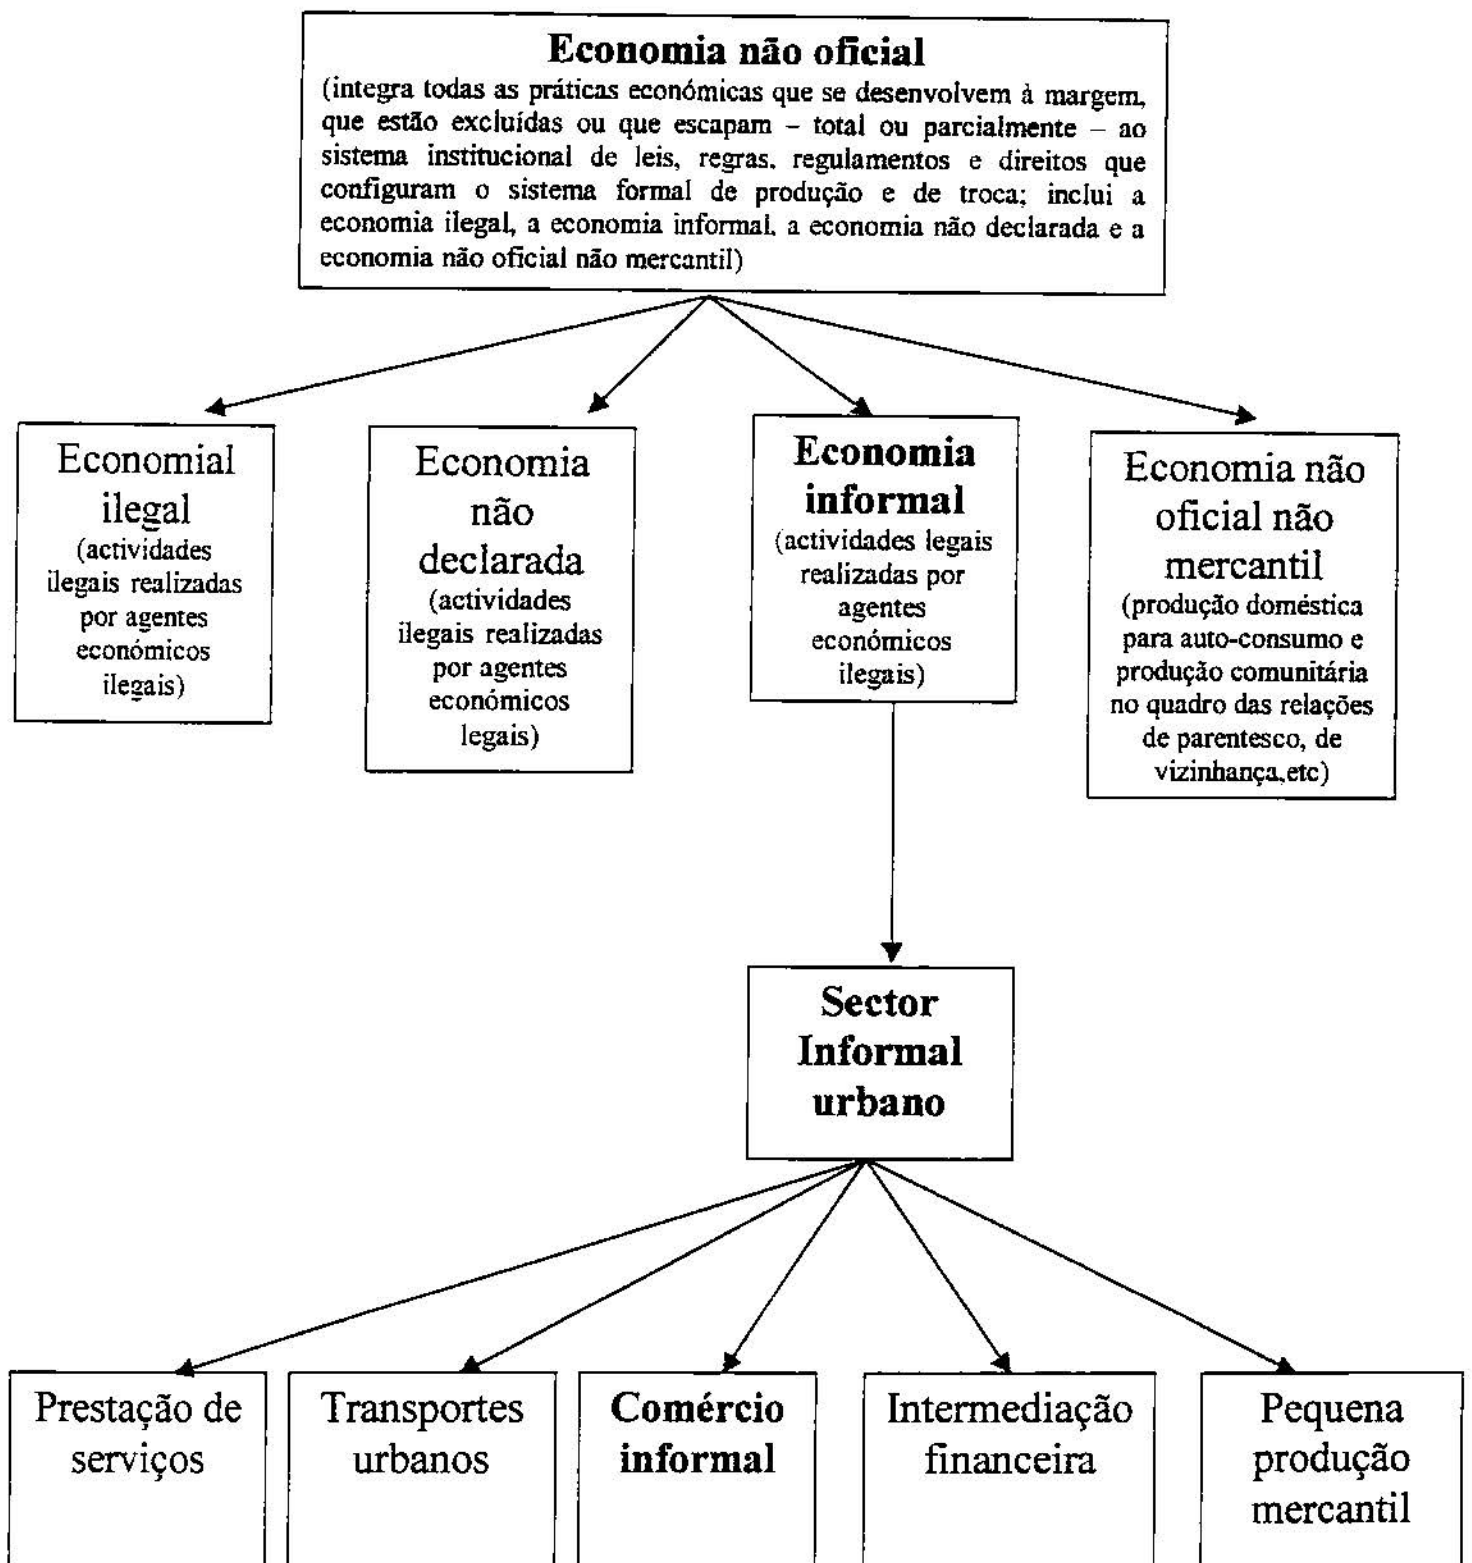 Economia não oficial
(integra todas as práticas económicas que se desenvolvem à margem,
que estão excluídas ou que escapam – total ou parcialmente – ao
sistema institucional de leis, regras, regulamentos e direitos que
configuram o sistema formal de produção e de troca; inclui a
economia ilegal, a economia informal, a economia não declarada e a
economia não oficial não mercantil)
Economial
ilegal
(actividades
ilegais realizadas
por agentes
económicos
ilegais)
Economia
não
declarada
(actividades
ilegais realizadas
por agentes
económicos
legais)
Economia
informal
(actividades legais
realizadas por
agentes
económicos
ilegais)
Economia não
oficial não
mercantil
(produção doméstica
para auto-consumo e
produção comunitária
no quadro das relações
de parentesco, de
vizinhança,etc)
Sector
Informal
urbano
Prestação de
serviços
Transportes
urbanos
Comércio
informal
Intermediação
financeira
Pequena
produção
mercantil